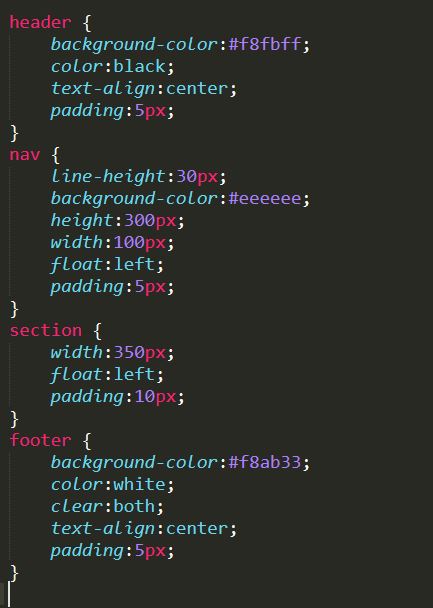 header {
    background-color:#f8fbff;
    color:black;
    text-align:center;
    padding:5px;
}
nav {
    line-height:30px;
    background-color:#eeeeee;
    height:300px;
    width:100px;
    float:left;
    padding:5px;
}
section {
    width:350px;
    float:left;
    padding:10px;
}
footer {
    background-color:#f8ab33;
    color:white;
    clear:both;
    text-align:center;
    padding:5px;
}